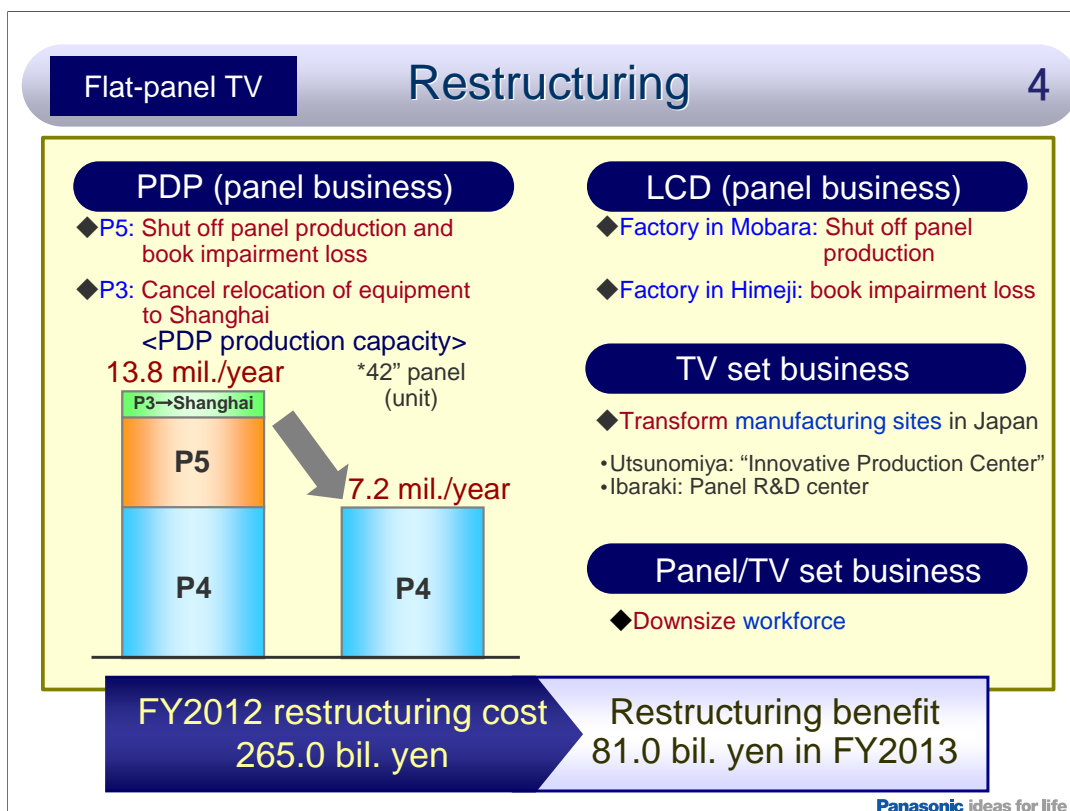 Flat-panel TV
Restructuring
4
PDP (panel business)
◆P5: Shut off panel production and
book impairment loss
◆P3: Cancel relocation of equipment
to Shanghai
<PDP production capacity>
13.8 mil./year
*42” panel
(unit)
P3→Shanghai
P5
P4
7.2 mil./year
P4
LCD (panel business)
◆Factory in Mobara: Shut off panel
production
◆Factory in Himeji: book impairment loss
TV set business
◆Transform manufacturing sites in Japan
・Utsunomiya: “Innovative Production Center”
・Ibaraki: Panel R&D center
Panel/TV set business
◆Downsize workforce
FY2012 restructuring cost
265.0 bil. yen
Restructuring benefit
81.0 bil. yen in FY2013
Panasonic ideas for life